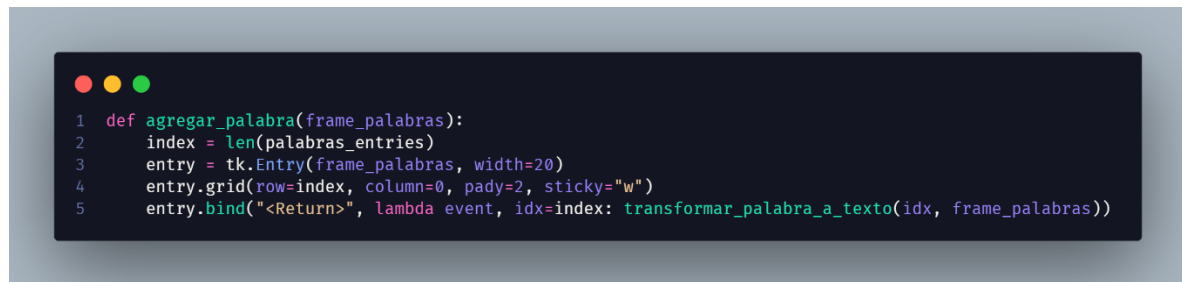 1 def agregar_palabra(frame_palabras):
2     index = len(palabras_entries)
3     entry = tk.Entry(frame_palabras, width=20)
4     entry.grid(row=index, column=0, pady=2, sticky="w")
5     entry.bind("<Return>", lambda event, idx=index: transformar_palabra_a_texto(idx, frame_palabras))